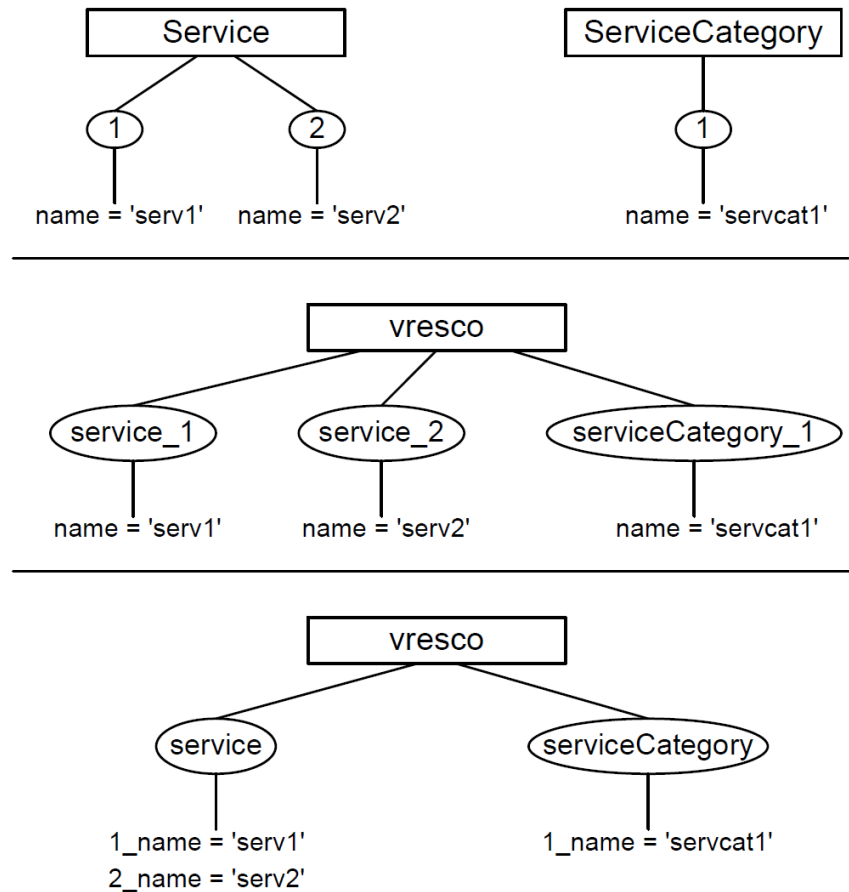 Service ServiceCategory
1 2 1
name = 'serv1' name = 'serv2' name = 'servcat1'
vresco
service_1 service_2 serviceCategory_1
name = 'serv1' name = 'serv2' name = 'servcat1'
vresco
service serviceCategory
1_name = 'serv1' 1_name = 'servcat1'
2_name = 'serv2'